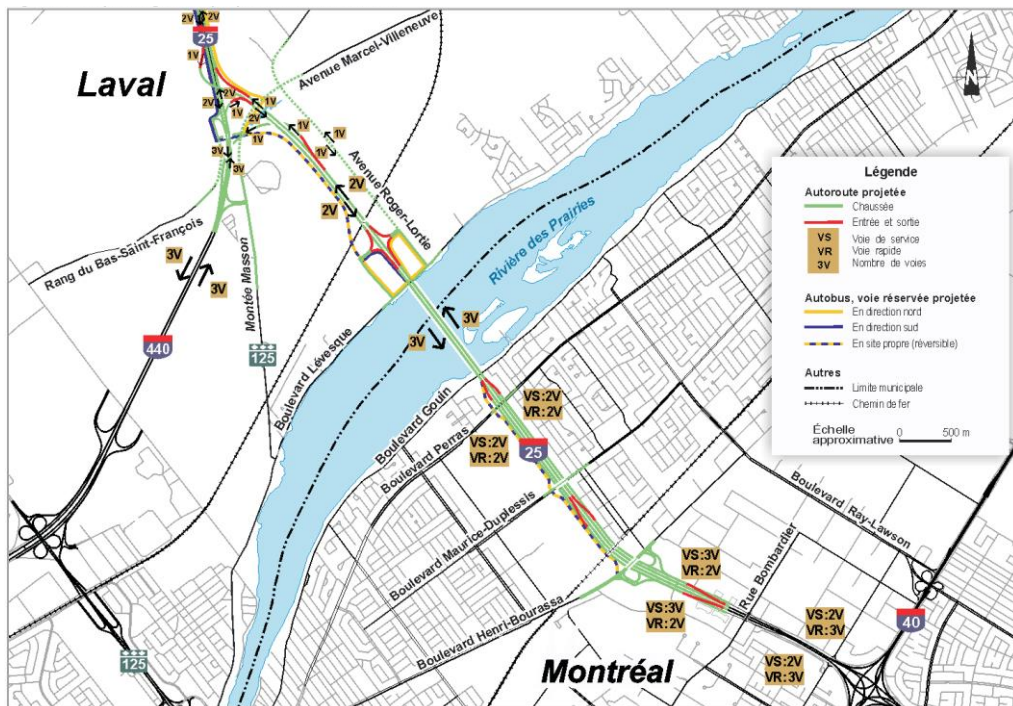 2V
2V
25
1V
Avenue Marcel-Villeneuve
Laval
2V
1V
2V
1V
2V
1V
1V
1V
1V
1V
3V
3V
Avenue Roger-Lortie
2V
2V
Rang du Bas-Saint-François
3V
3V
Montée Masson
440
125
Boulevard Lévesque
Rivière des Prairies
3V
3V
Boulevard Gouin
VS:2V
VR:2V
Boulevard Perras
VS:2V
VR:2V
25
Boulevard Maurice-Duplessis
Boulevard Ray-Lawson
VS:3V
VR:2V
Rue Bombardier
VS:3V
VR:2V
VS:2V
VR:3V
40
Boulevard Henri-Bourassa
125
Montréal
VS:2V
VR:3V
N
Légende
Autoroute projetée
Chaussée
Entrée et sortie
VS Voie de service
VR Voie rapide
3V Nombre de voies
Autobus, voie réservée projetée
En direction nord
En direction sud
En site propre (réversible)
Autres
Limite municipale
Chemin de fer
Échelle
approximative 0 500 m